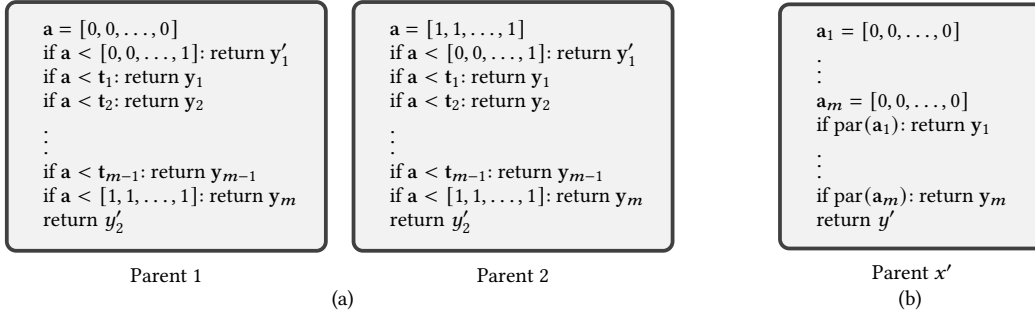 a = [0, 0, . . . , 0]
if a < [0, 0, . . . , 1]: return y′₁
if a < t₁: return y₁
if a < t₂: return y₂
⋮
if a < tₘ₋₁: return yₘ₋₁
if a < [1, 1, . . . , 1]: return yₘ
return y′₂
Parent 1
a = [1, 1, . . . , 1]
if a < [0, 0, . . . , 1]: return y′₁
if a < t₁: return y₁
if a < t₂: return y₂
⋮
if a < tₘ₋₁: return yₘ₋₁
if a < [1, 1, . . . , 1]: return yₘ
return y′₂
Parent 2
(a)
a₁ = [0, 0, . . . , 0]
⋮
aₘ = [0, 0, . . . , 0]
if par(a₁): return y₁
⋮
if par(aₘ): return yₘ
return y′
Parent x′
(b)